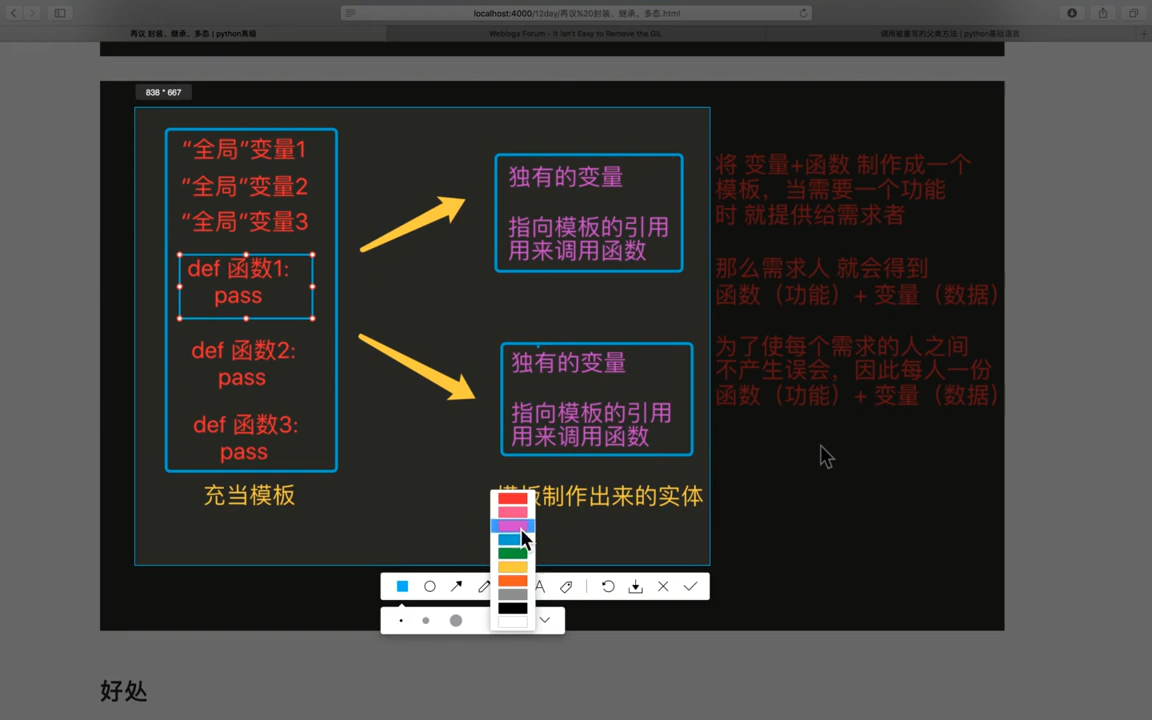 localhost:4000/12day/再议%20封装、继承、多态.html
再议 封装、继承、多态 | python高级
Weblogs Forum - It isn't Easy to Remove the GIL
调用被重写的父类方法 | python基础语言
838 * 667
“全局”变量1
“全局”变量2
“全局”变量3
def 函数1:
pass
def 函数2:
pass
def 函数3:
pass
充当模板
独有的变量
指向模板的引用
用来调用函数
独有的变量
指向模板的引用
用来调用函数
模板制作出来的实体
将 变量+函数 制作成一个
模板，当需要一个功能
时 就提供给需求者
那么需求人 就会得到
函数（功能）+ 变量（数据）
为了使每个需求的人之间
不产生误会，因此每人一份
函数（功能）+ 变量（数据）
A
好处